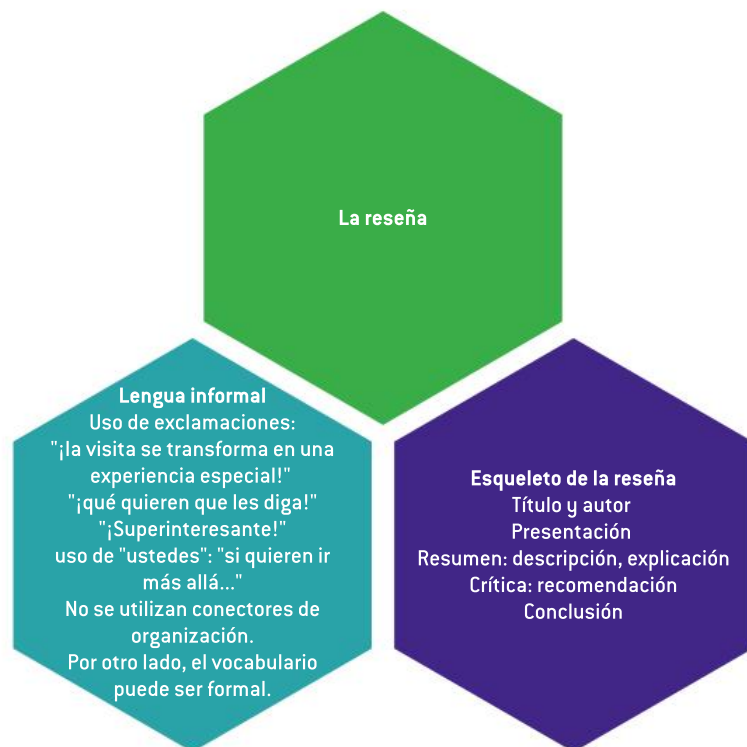 La reseña
Lengua informal
Uso de exclamaciones:
"¡la visita se transforma en una
experiencia especial!"
"¡qué quieren que les diga!"
"¡Superinteresante!"
uso de "ustedes": "si quieren ir
más allá..."
No se utilizan conectores de
organización.
Por otro lado, el vocabulario
puede ser formal.
Esqueleto de la reseña
Título y autor
Presentación
Resumen: descripción, explicación
Crítica: recomendación
Conclusión